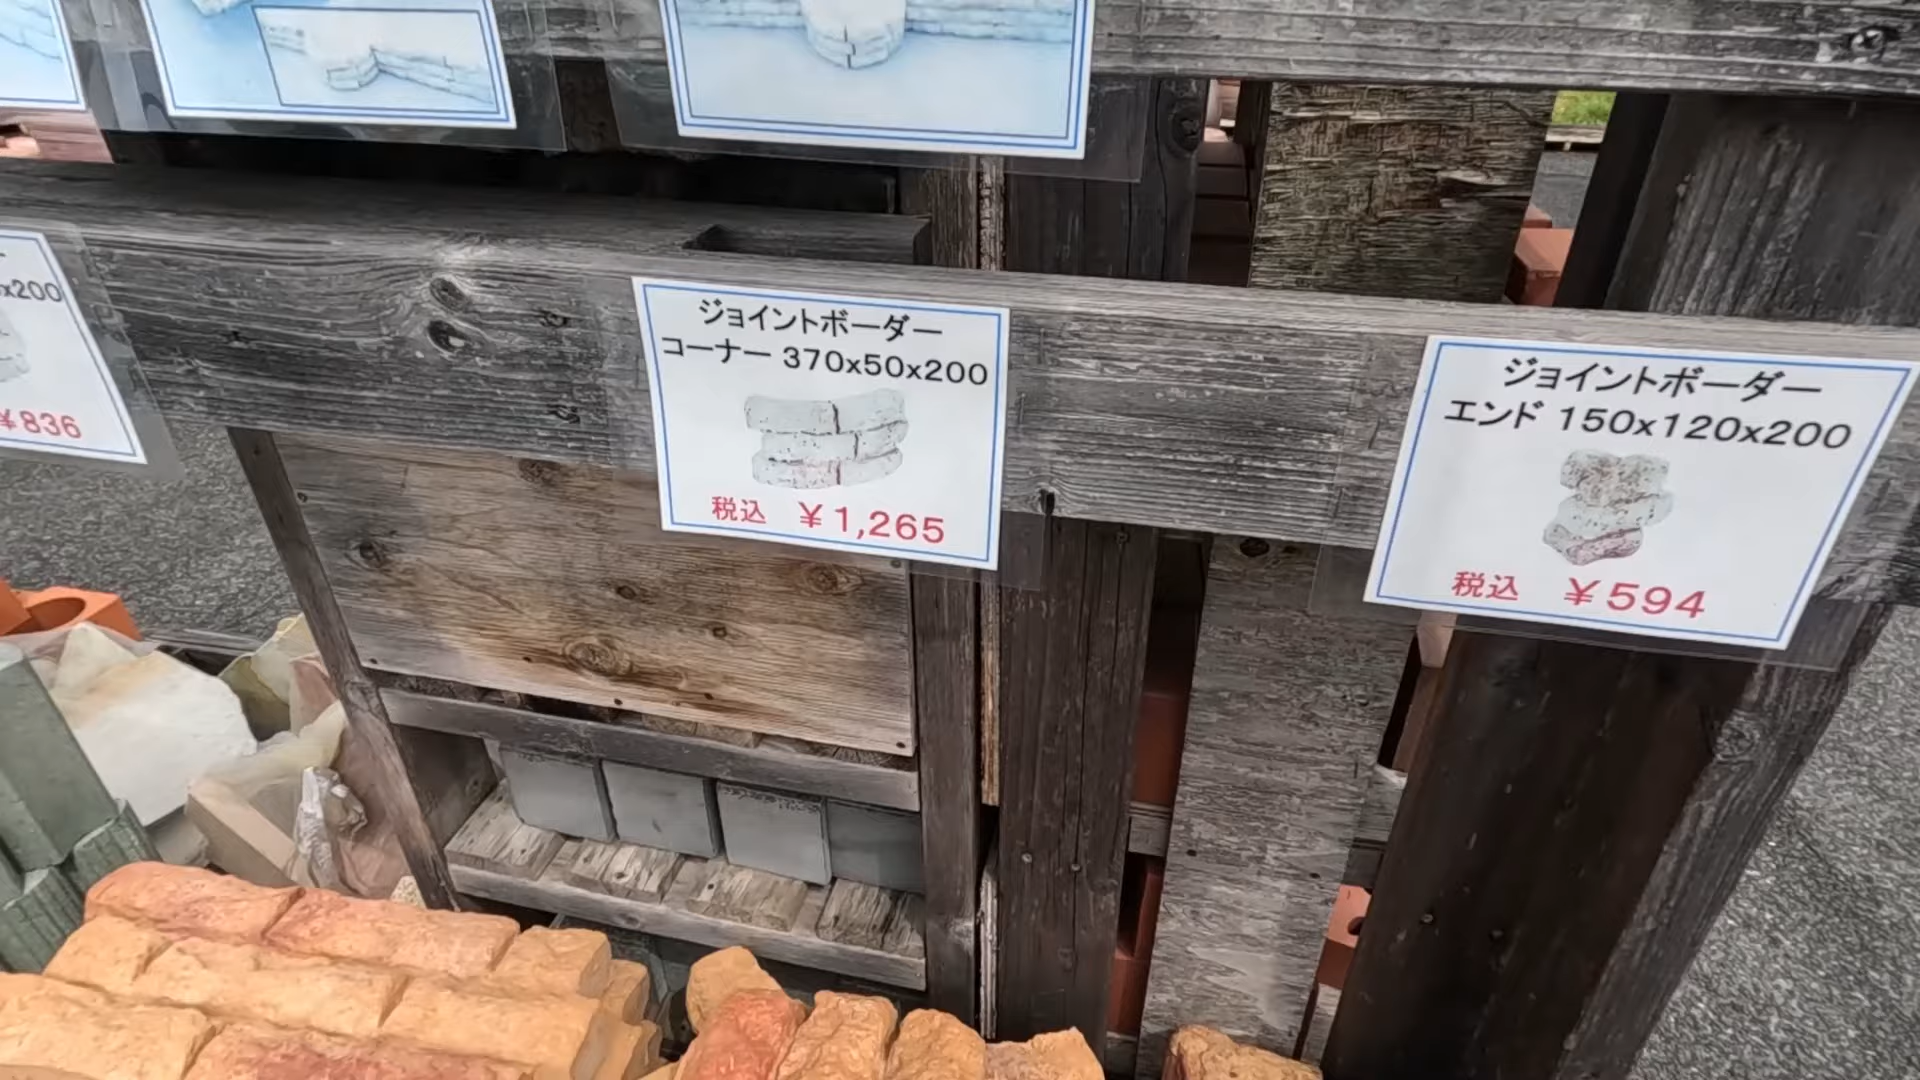 x200
¥836
ジョイントボーダー
コーナー 370x50x200
税込 ¥1,265
ジョイントボーダー
エンド 150x120x200
税込 ¥594